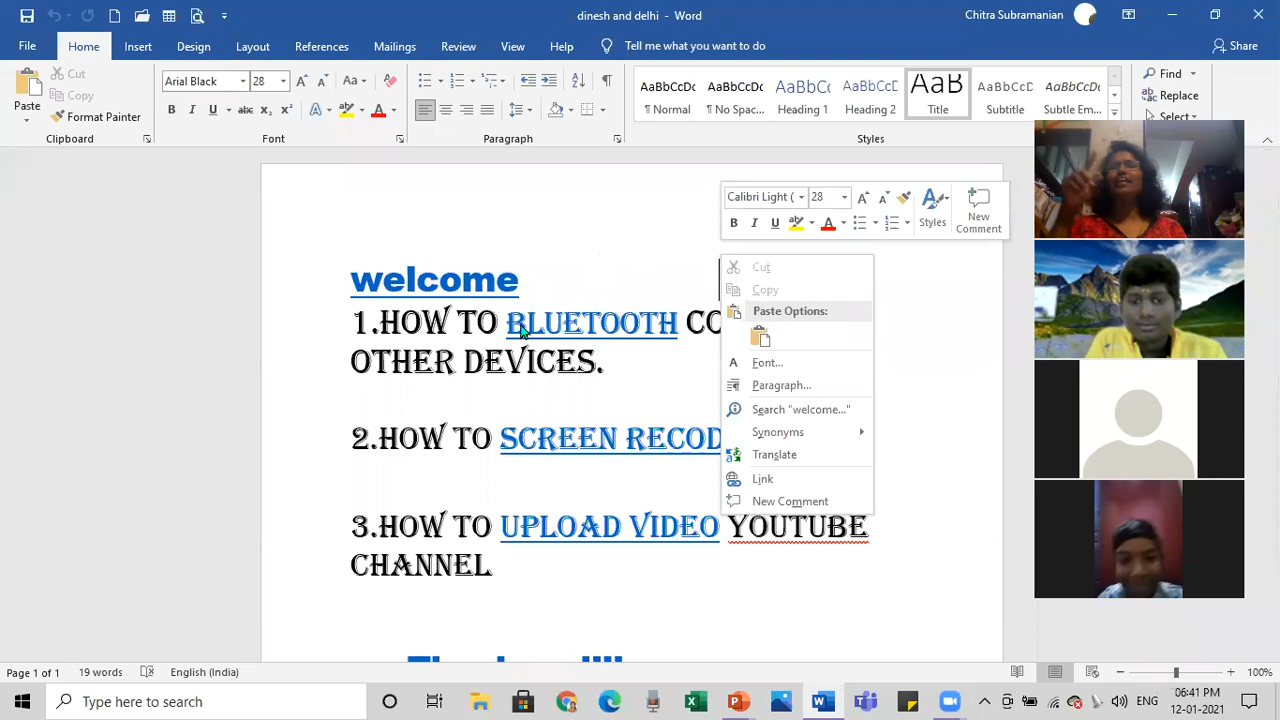 dinesh and delhi - Word
Chitra Subramanian
File Home Insert Design Layout References Mailings Review View Help Tell me what you want to do Share
Paste
Cut
Copy
Format Painter
Clipboard
Arial Black 28 Aa
B I U abc x₂ x² A A
Font
Paragraph
AaBbCcDc AaBbCcDc AaBbC AaBbCcC AaB AaBbCcD AaBbCcDc
¶ Normal ¶ No Spac... Heading 1 Heading 2 Title Subtitle Subtle Em...
Styles
Find
Replace
Select
Calibri Light ( 28
B I U A Styles New Comment
Cut
Copy
Paste Options:
Font...
Paragraph...
Search "welcome..."
Synonyms
Translate
Link
New Comment
welcome
1.HOW TO BLUETOOTH CO
OTHER DEVICES.
2.HOW TO SCREEN RECOD
3.HOW TO UPLOAD VIDEO YOUTUBE
CHANNEL
Page 1 of 1 19 words English (India) 100%
Type here to search
ENG
06:41 PM
12-01-2021